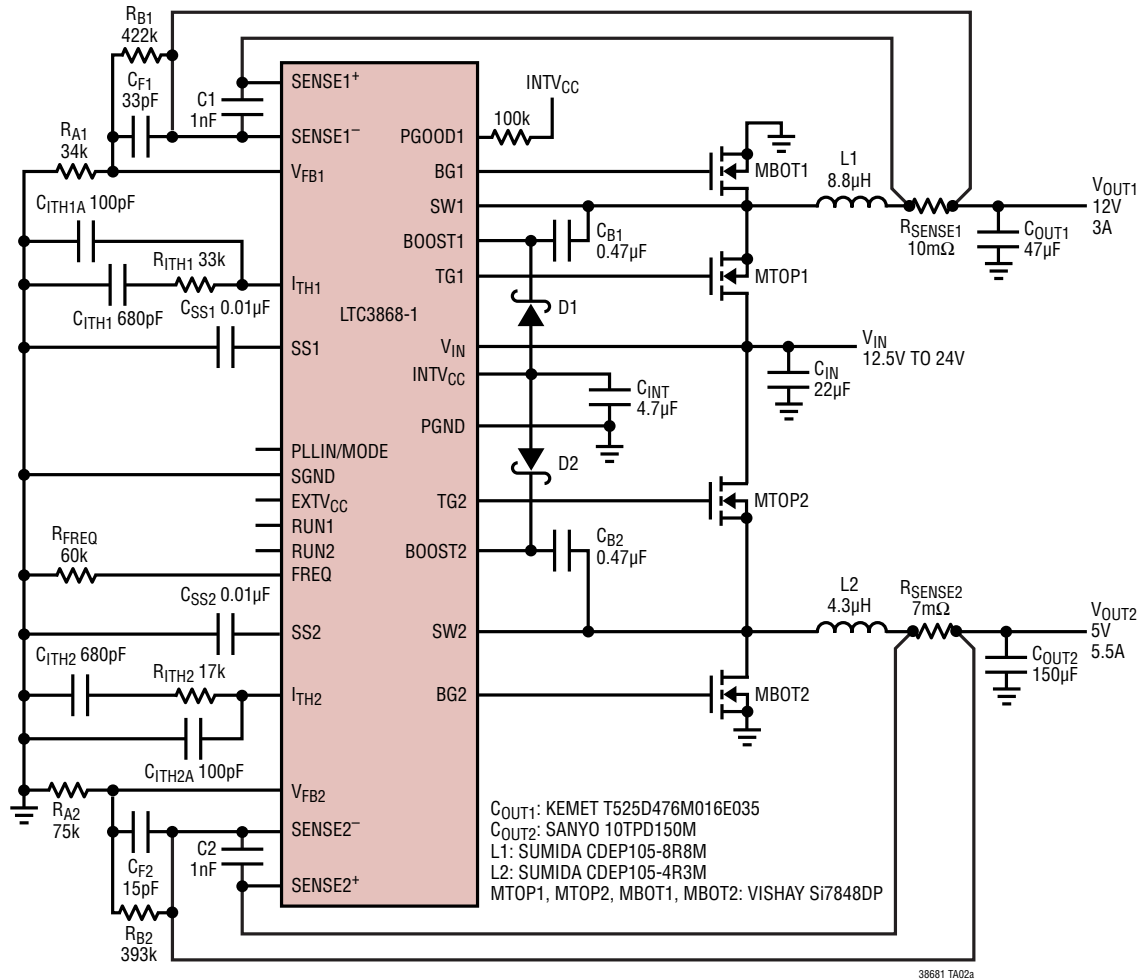 RB1
422k
CF1
33pF
C1
1nF
RA1
34k
CITH1A 100pF
RITH1 33k
CITH1 680pF
CSS1 0.01µF
RFREQ
60k
CSS2 0.01µF
CITH2 680pF
RITH2 17k
CITH2A 100pF
RA2
75k
CF2
15pF
C2
1nF
RB2
393k
SENSE1+
SENSE1–
VFB1
ITH1
SS1
PLLIN/MODE
SGND
EXTVCC
RUN1
RUN2
FREQ
SS2
ITH2
VFB2
SENSE2–
SENSE2+
LTC3868-1
PGOOD1
BG1
SW1
BOOST1
TG1
VIN
INTVCC
PGND
TG2
BOOST2
SW2
BG2
INTVCC
100k
MBOT1
L1
8.8µH
RSENSE1
10mΩ
VOUT1
12V
3A
COUT1
47µF
CB1
0.47µF
MTOP1
D1
VIN
12.5V TO 24V
CIN
22µF
CINT
4.7µF
D2
MTOP2
CB2
0.47µF
L2
4.3µH
RSENSE2
7mΩ
VOUT2
5V
5.5A
COUT2
150µF
MBOT2
COUT1: KEMET T525D476M016E035
COUT2: SANYO 10TPD150M
L1: SUMIDA CDEP105-8R8M
L2: SUMIDA CDEP105-4R3M
MTOP1, MTOP2, MBOT1, MBOT2: VISHAY Si7848DP
38681 TA02a